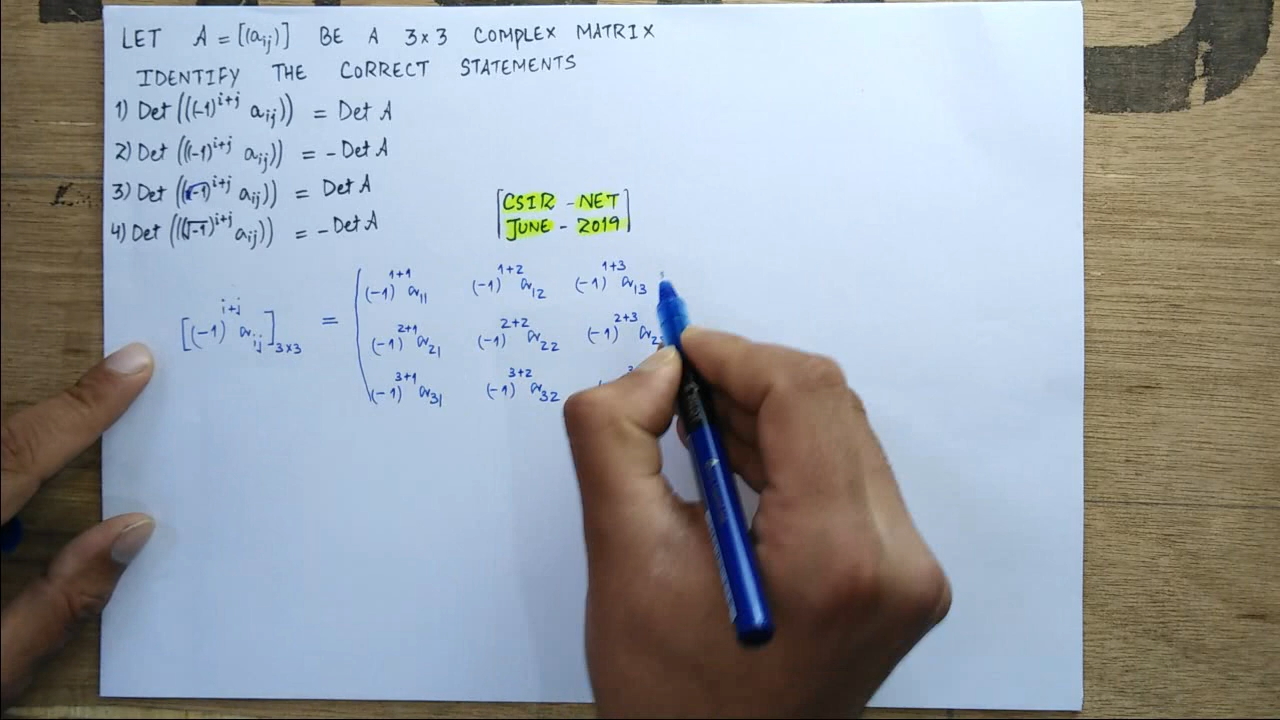 LET A = [(aij)] BE A 3×3 COMPLEX MATRIX
IDENTIFY THE CORRECT STATEMENTS
1) Det (((-1)^i+j aij)) = Det A
2) Det (((-1)^i+j aij)) = - Det A
3) Det (((√-1)^i+j aij)) = Det A
4) Det (((√-1)^i+j aij)) = - Det A
[CSIR - NET
JUNE - 2019]
[(-1)^i+j aij]3×3 =
(-1)^1+1 a11 (-1)^1+2 a12 (-1)^1+3 a13
(-1)^2+1 a21 (-1)^2+2 a22 (-1)^2+3
(-1)^3+1 a31 (-1)^3+2 a32